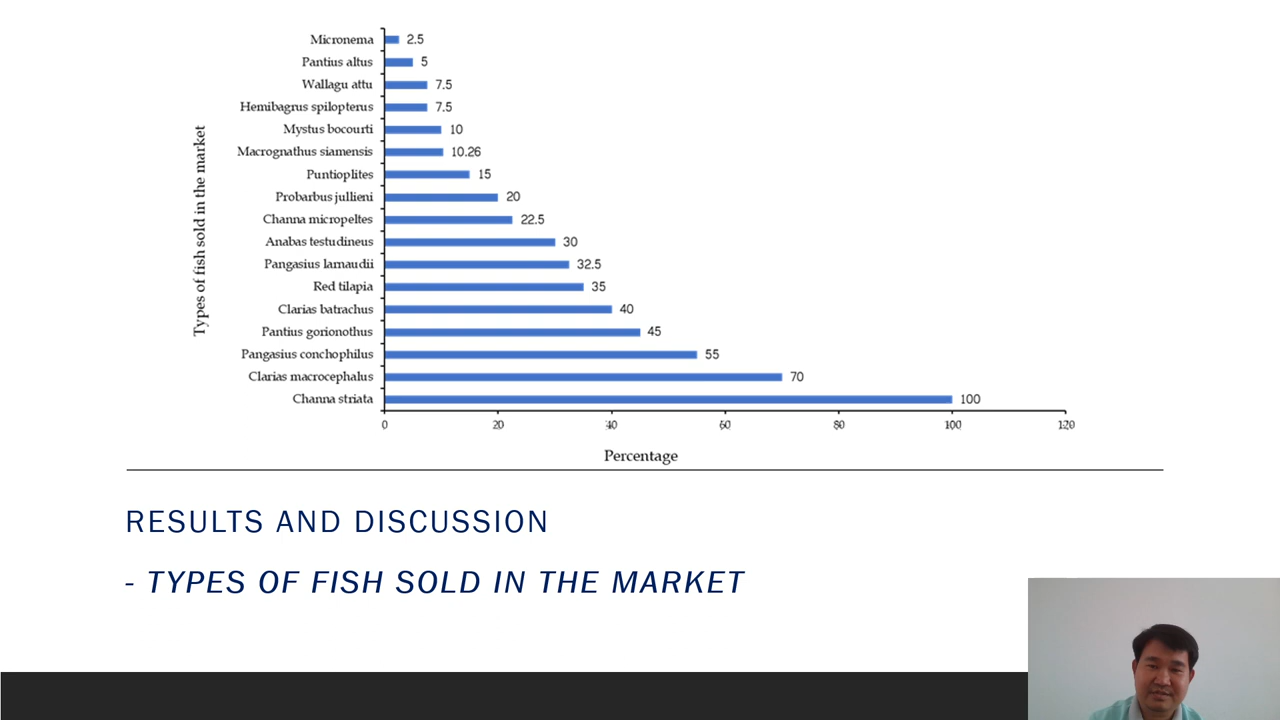 Types of fish sold in the market
Micronema 2.5
Pantius altus 5
Wallagu attu 7.5
Hemibagrus spilopterus 7.5
Mystus bocourti 10
Macrognathus siamensis 10.26
Puntioplites 15
Probarbus jullieni 20
Channa micropeltes 22.5
Anabas testudineus 30
Pangasius larnaudii 32.5
Red tilapia 35
Clarias batrachus 40
Pantius gorionothus 45
Pangasius conchophilus 55
Clarias macrocephalus 70
Channa striata 100
0 20 40 60 80 100 120
Percentage
RESULTS AND DISCUSSION
- TYPES OF FISH SOLD IN THE MARKET